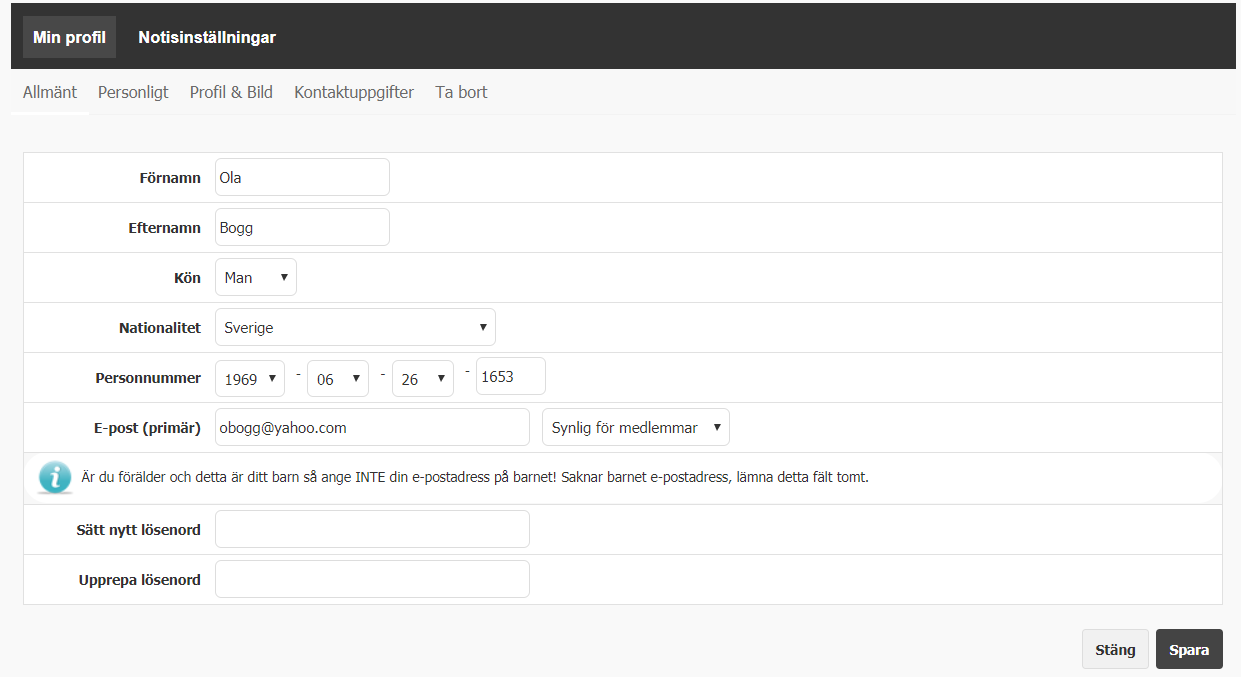 Min profil Notisinställningar
Allmänt Personligt Profil & Bild Kontaktuppgifter Ta bort
Förnamn Ola
Efternamn Bogg
Kön Man
Nationalitet Sverige
Personnummer 1969 - 06 - 26 - 1653
E-post (primär) obogg@yahoo.com Synlig för medlemmar
i Är du förälder och detta är ditt barn så ange INTE din e-postadress på barnet! Saknar barnet e-postadress, lämna detta fält tomt.
Sätt nytt lösenord
Upprepa lösenord
Stäng Spara